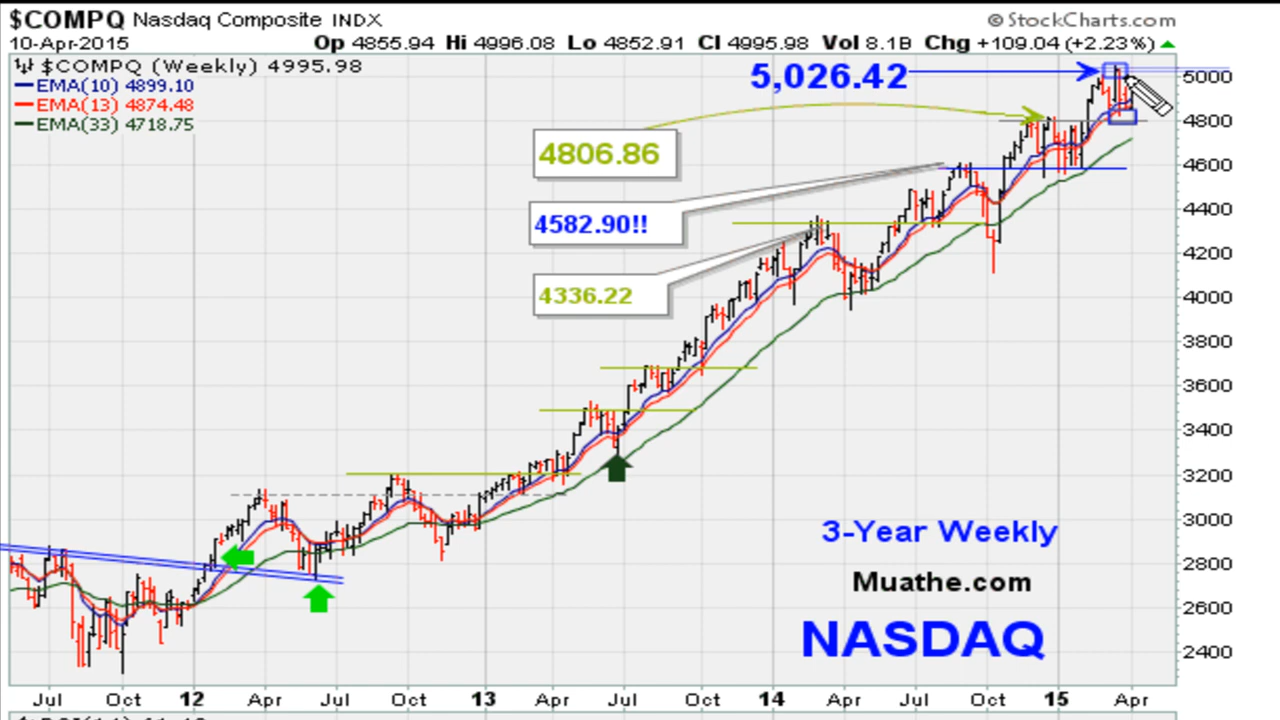 $COMPQ Nasdaq Composite INDX
© StockCharts.com
10-Apr-2015
Op 4855.94 Hi 4996.08 Lo 4852.91 Cl 4995.98 Vol 8.1B Chg +109.04 (+2.23%)
$COMPQ (Weekly) 4995.98
EMA(10) 4899.10
EMA(13) 4874.48
EMA(33) 4718.75
5,026.42
4806.86
4582.90!!
4336.22
5000
4800
4600
4400
4200
4000
3800
3600
3400
3200
3000
2800
2600
2400
3-Year Weekly
Muathe.com
NASDAQ
Jul Oct 12 Apr Jul Oct 13 Apr Jul Oct 14 Apr Jul Oct 15 Apr